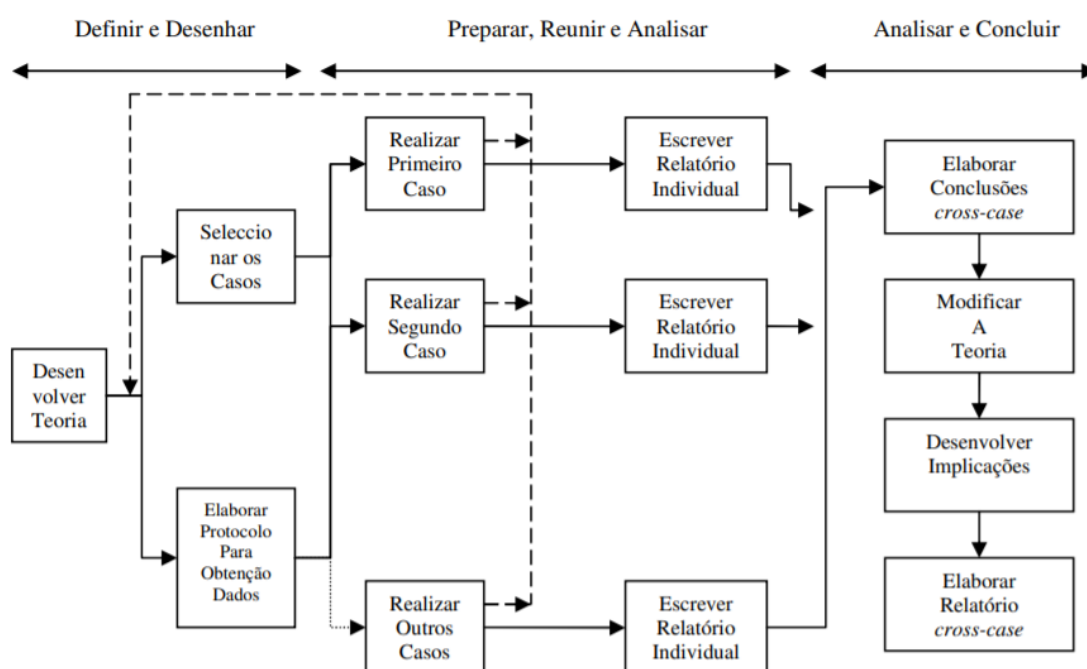 Definir e Desenhar
Preparar, Reunir e Analisar
Analisar e Concluir
Desen
volver
Teoria
Seleccio
nar os
Casos
Elaborar
Protocolo
Para
Obtenção
Dados
Realizar
Primeiro
Caso
Escrever
Relatório
Individual
Realizar
Segundo
Caso
Escrever
Relatório
Individual
Realizar
Outros
Casos
Escrever
Relatório
Individual
Elaborar
Conclusões
cross-case
Modificar
A
Teoria
Desenvolver
Implicações
Elaborar
Relatório
cross-case